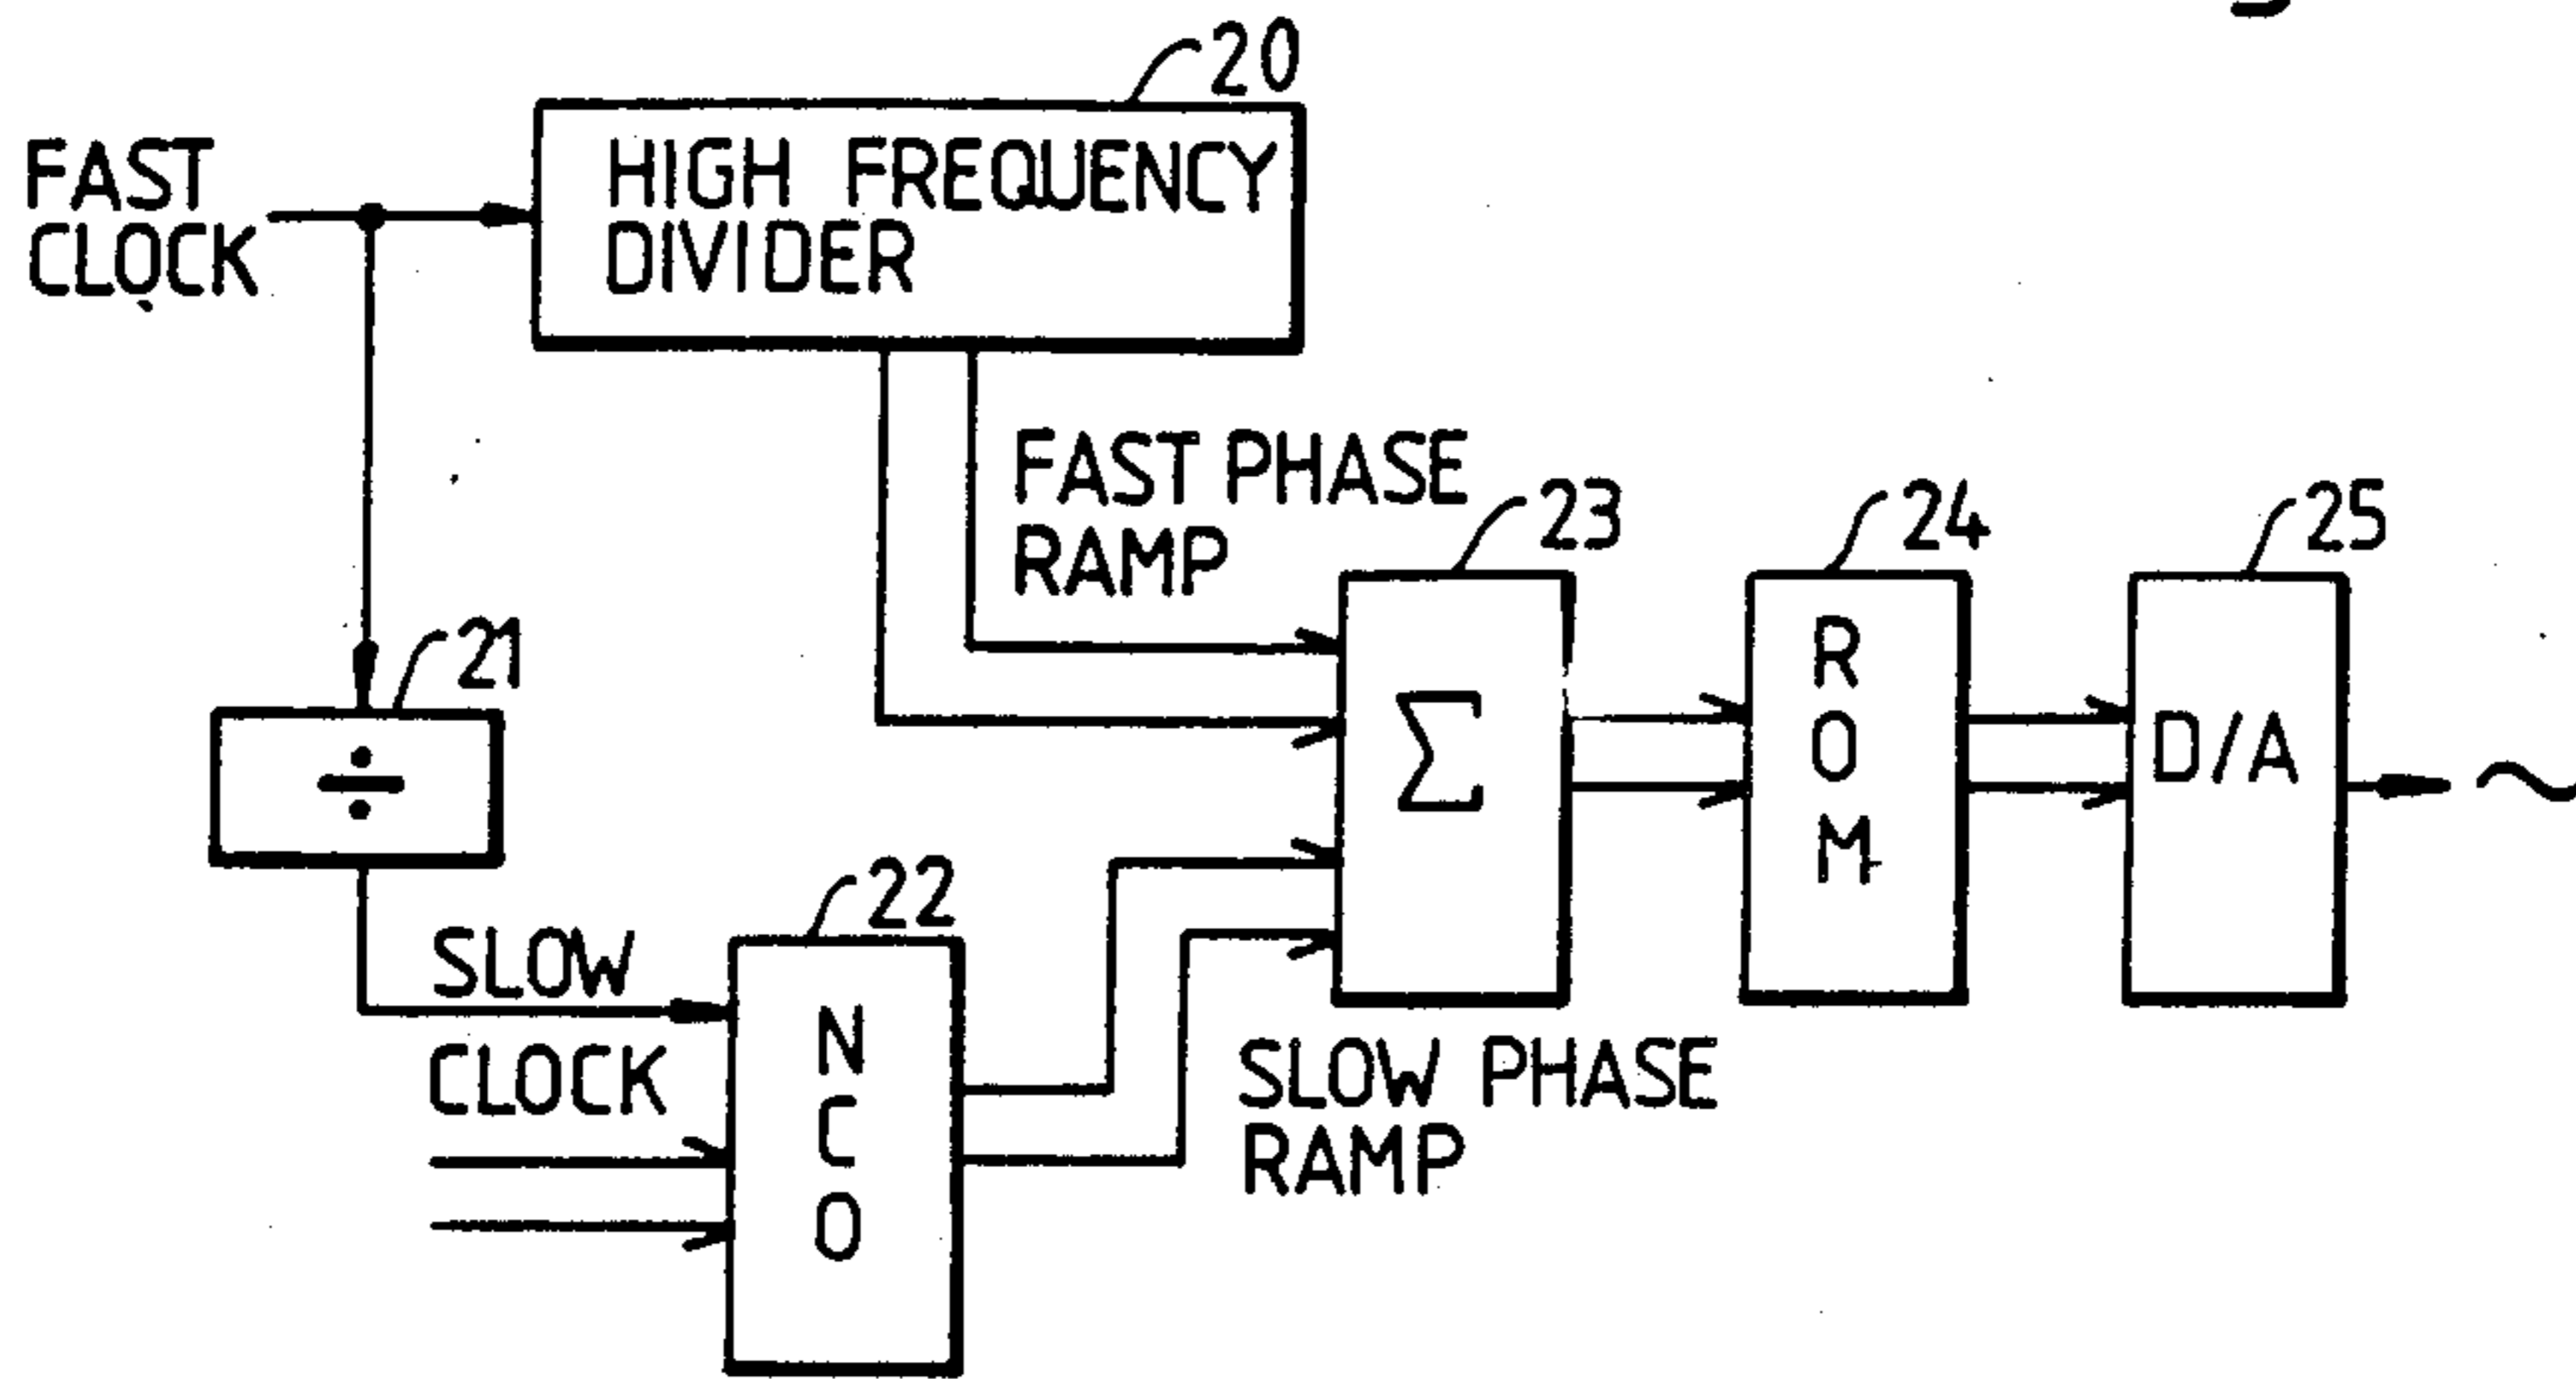 20
FAST
CLOCK
HIGH FREQUENCY
DIVIDER
FAST PHASE
RAMP
23
24
25
21
÷
Σ
R
O
M
D/A
22
SLOW
CLOCK
N
C
O
SLOW PHASE
RAMP